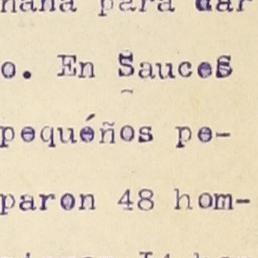 para dar
o. En Sauces
pequéños pe-
paron 48 hom-